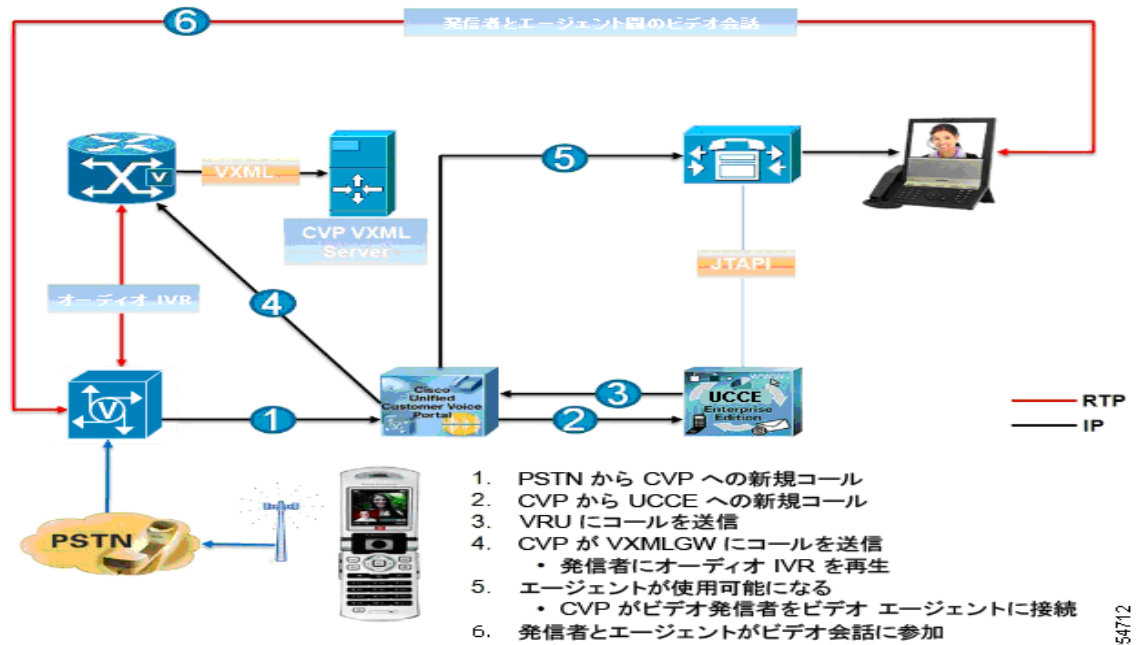 6
発信者とエージェント間のビデオ会話
5
V
VXML
CVP VXML
Server
JTAPI
オーディオ IVR
4
V
1
Cisco
Unified
Customer Voice
Portal
3
2
UCCE
Enterprise
Edition
RTP
IP
PSTN
1. PSTN から CVP への新規コール
2. CVP から UCCE への新規コール
3. VRU にコールを送信
4. CVP が VXMLGW にコールを送信
• 発信者にオーディオ IVR を再生
5. エージェントが使用可能になる
• CVP がビデオ発信者をビデオ エージェントに接続
6. 発信者とエージェントがビデオ会話に参加
54712